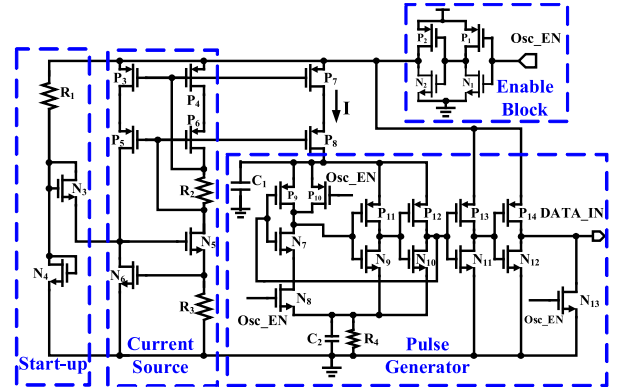 P2
P1
Osc_EN
N2
N1
Enable
Block
R1
P3
P4
P7
I
P5
P6
P8
N3
R2
C1
P9
P10
Osc_EN
P11
P12
P13
P14
DATA_IN
N4
N6
N5
N7
N9
N10
N11
N12
R3
N8
Osc_EN
C2
R4
N13
Osc_EN
Start-up
Current
Source
Pulse
Generator